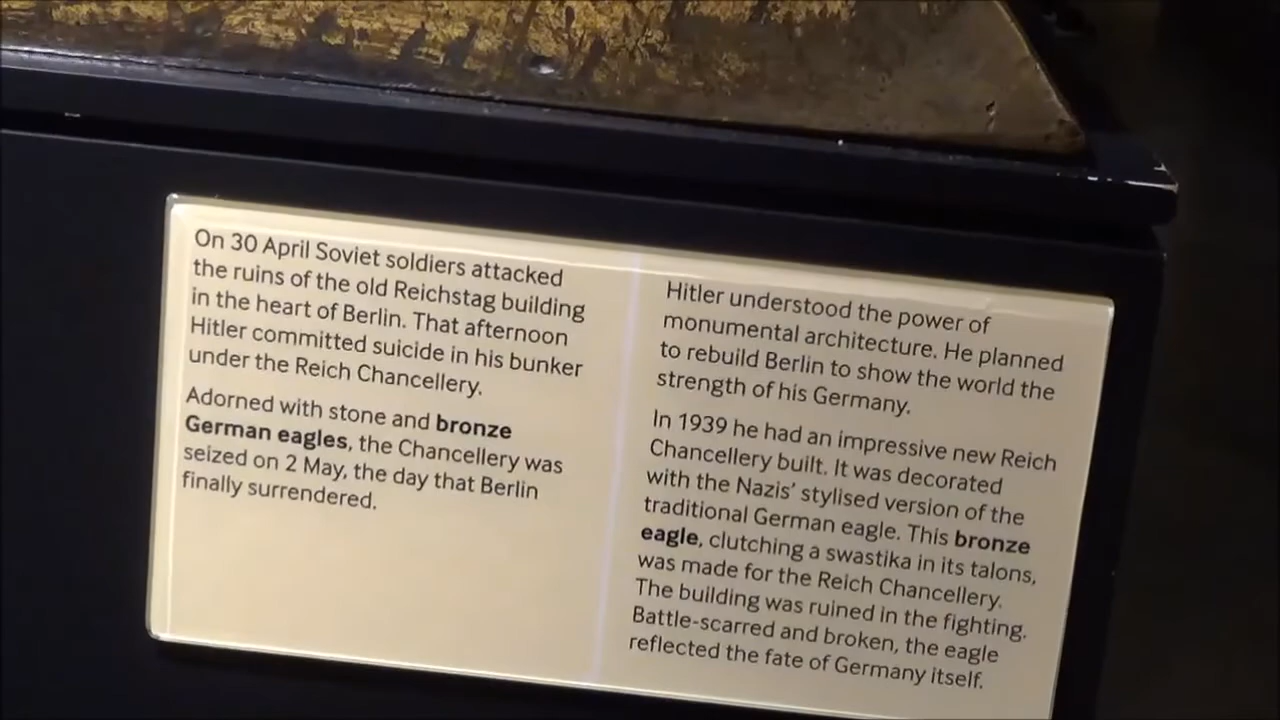 On 30 April Soviet soldiers attacked
the ruins of the old Reichstag building
in the heart of Berlin. That afternoon
Hitler committed suicide in his bunker
under the Reich Chancellery.
Adorned with stone and bronze
German eagles, the Chancellery was
seized on 2 May, the day that Berlin
finally surrendered.
Hitler understood the power of
monumental architecture. He planned
to rebuild Berlin to show the world the
strength of his Germany.
In 1939 he had an impressive new Reich
Chancellery built. It was decorated
with the Nazis' stylised version of the
traditional German eagle. This bronze
eagle, clutching a swastika in its talons,
was made for the Reich Chancellery.
The building was ruined in the fighting.
Battle-scarred and broken, the eagle
reflected the fate of Germany itself.